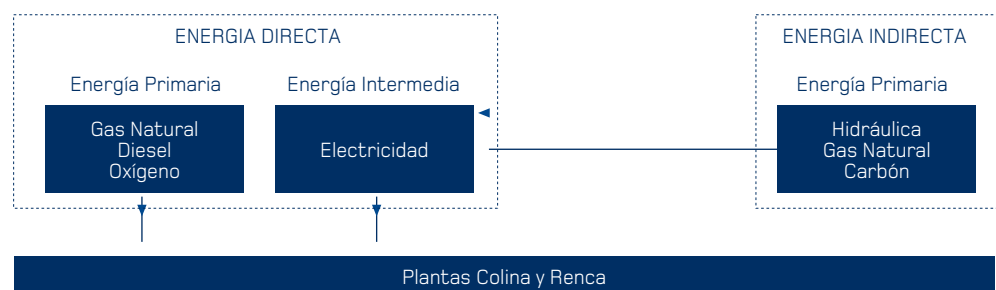 ENERGIA DIRECTA
Energía Primaria
Gas Natural
Diesel
Oxígeno
Energía Intermedia
Electricidad
ENERGIA INDIRECTA
Energía Primaria
Hidráulica
Gas Natural
Carbón
Plantas Colina y Renca